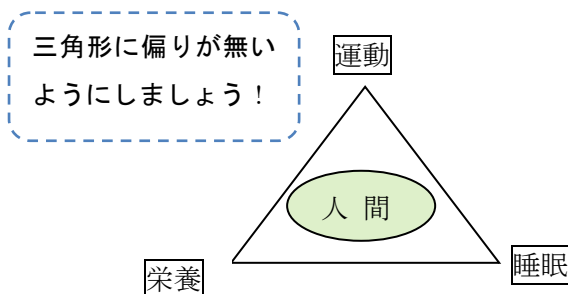 三角形に偏りが無い
ようにしましょう！
運動
人 間
栄養
睡眠